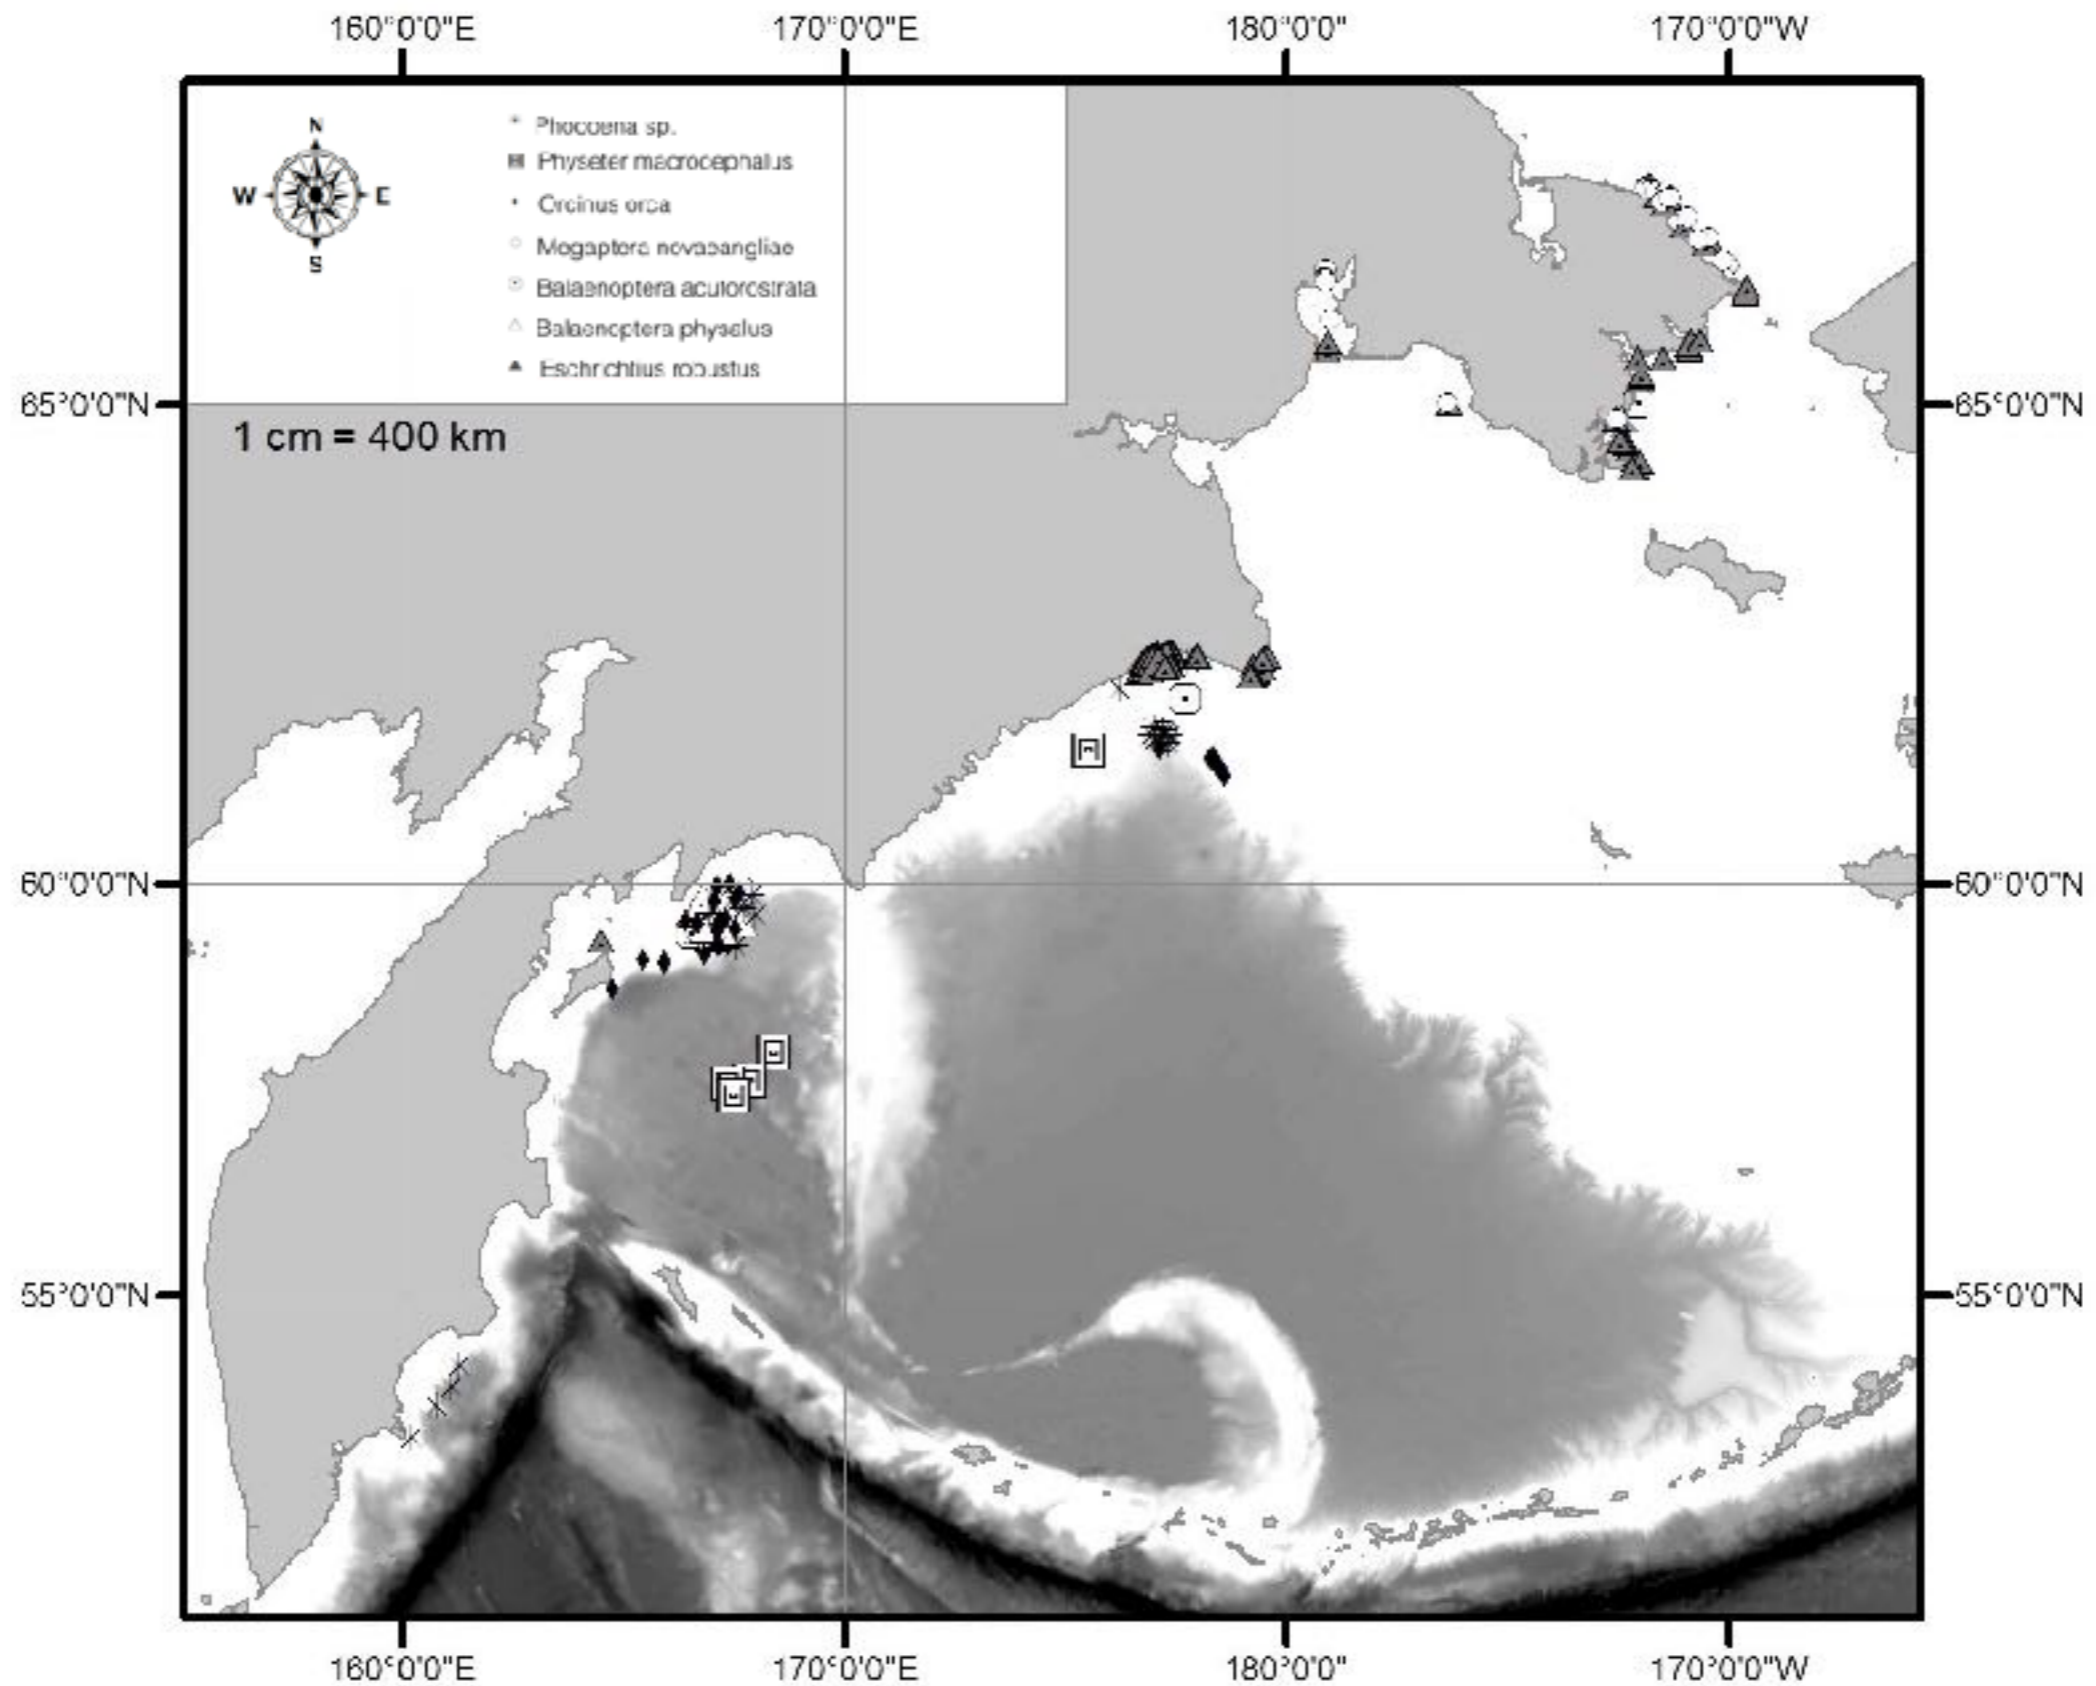 160°0'0"E 170°0'0"E 180°0'0" 170°0'0"W
N
W E
S
Phocoena sp.
Physeter macrocephalus
Orcinus orca
Megaptera novaeangliae
Balaenoptera acutorostrata
Balaenoptera physalus
Eschrichtius robustus
65°0'0"N 65°0'0"N
1 cm = 400 km
60°0'0"N 60°0'0"N
55°0'0"N 55°0'0"N
160°0'0"E 170°0'0"E 180°0'0" 170°0'0"W